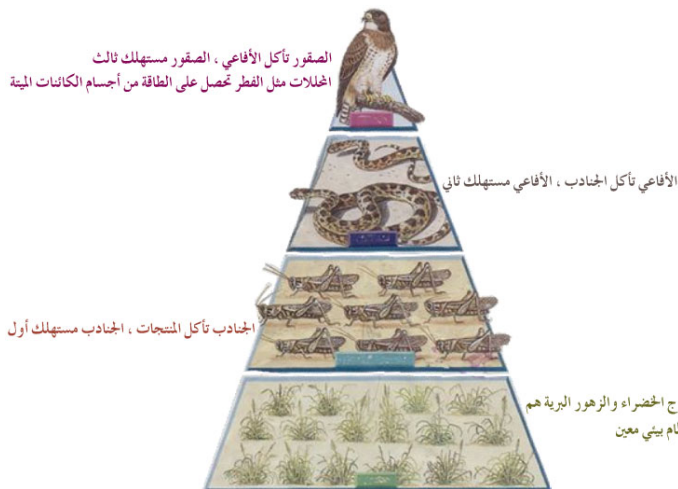 الصقور تأكل الأفاعي ، الصقور مستهلك ثالث
المحللات مثل الفطر تحصل على الطاقة من أجسام الكائنات الميتة
الأفاعي تأكل الجنادب ، الأفاعي مستهلك ثاني
الجنادب تأكل المنتجات ، الجنادب مستهلك أول
ج الخضراء والزهور البرية هم
بيئي معين